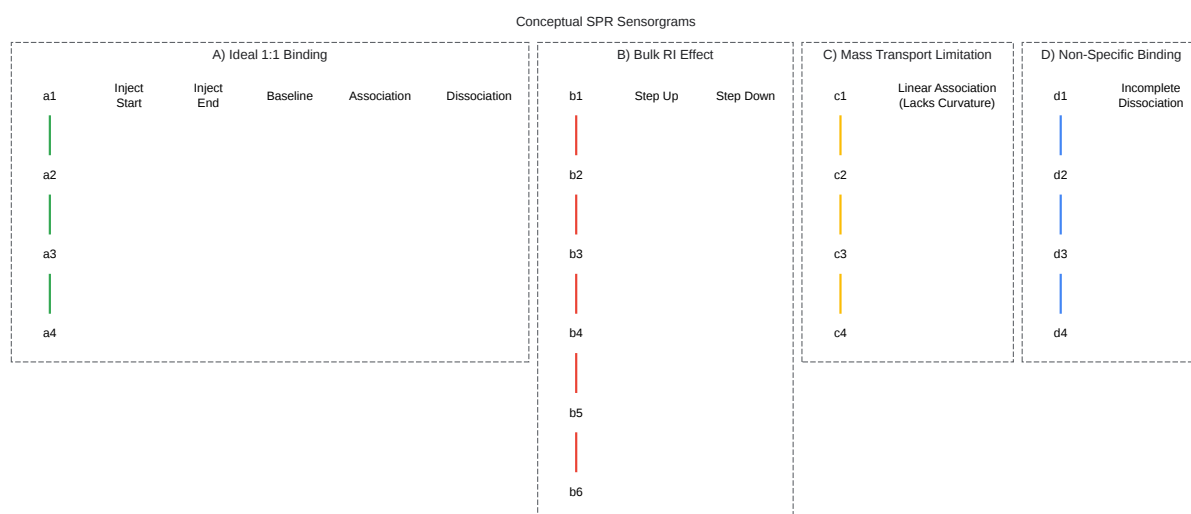 Conceptual SPR Sensorgrams
A) Ideal 1:1 Binding
a1
Inject
Start
Inject
End
Baseline
Association
Dissociation
a2
a3
a4
B) Bulk RI Effect
b1
Step Up
Step Down
b2
b3
b4
b5
b6
C) Mass Transport Limitation
c1
Linear Association
(Lacks Curvature)
c2
c3
c4
D) Non-Specific Binding
d1
Incomplete
Dissociation
d2
d3
d4